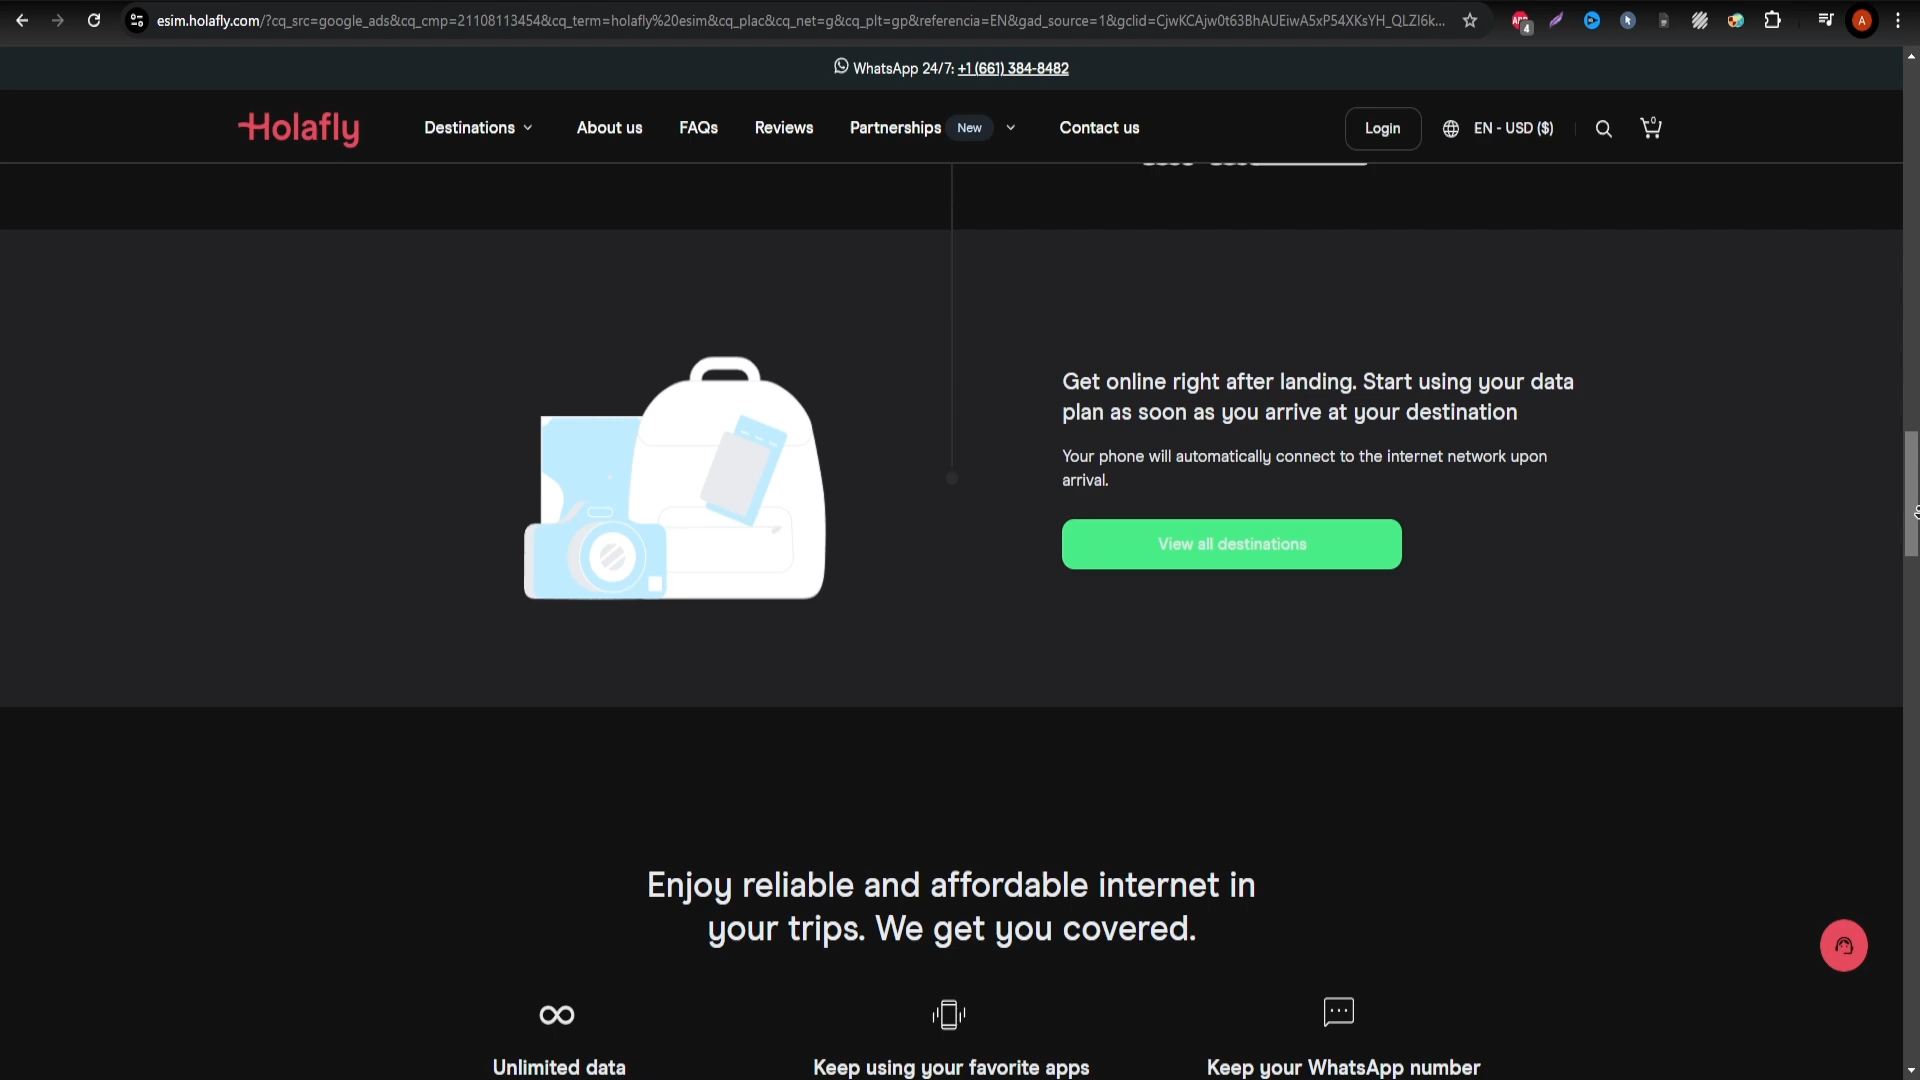 esim.holafly.com/?cq_src=google_ads&cq_cmp=21108113454&cq_term=holafly%20esim&cq_plac&cq_net=g&cq_plt=gp&referencia=EN&gad_source=1&gclid=CjwKCAjw0t63BhAUEiwA5xP54XKsYH_QLZI6k...
4
A
WhatsApp 24/7: +1 (661) 384-8482
Holafly
Destinations
About us
FAQs
Reviews
Partnerships New
Contact us
Login
EN - USD ($)
0
Get online right after landing. Start using your data
plan as soon as you arrive at your destination
Your phone will automatically connect to the internet network upon
arrival.
View all destinations
Enjoy reliable and affordable internet in
your trips. We get you covered.
Unlimited data
Keep using your favorite apps
Keep your WhatsApp number